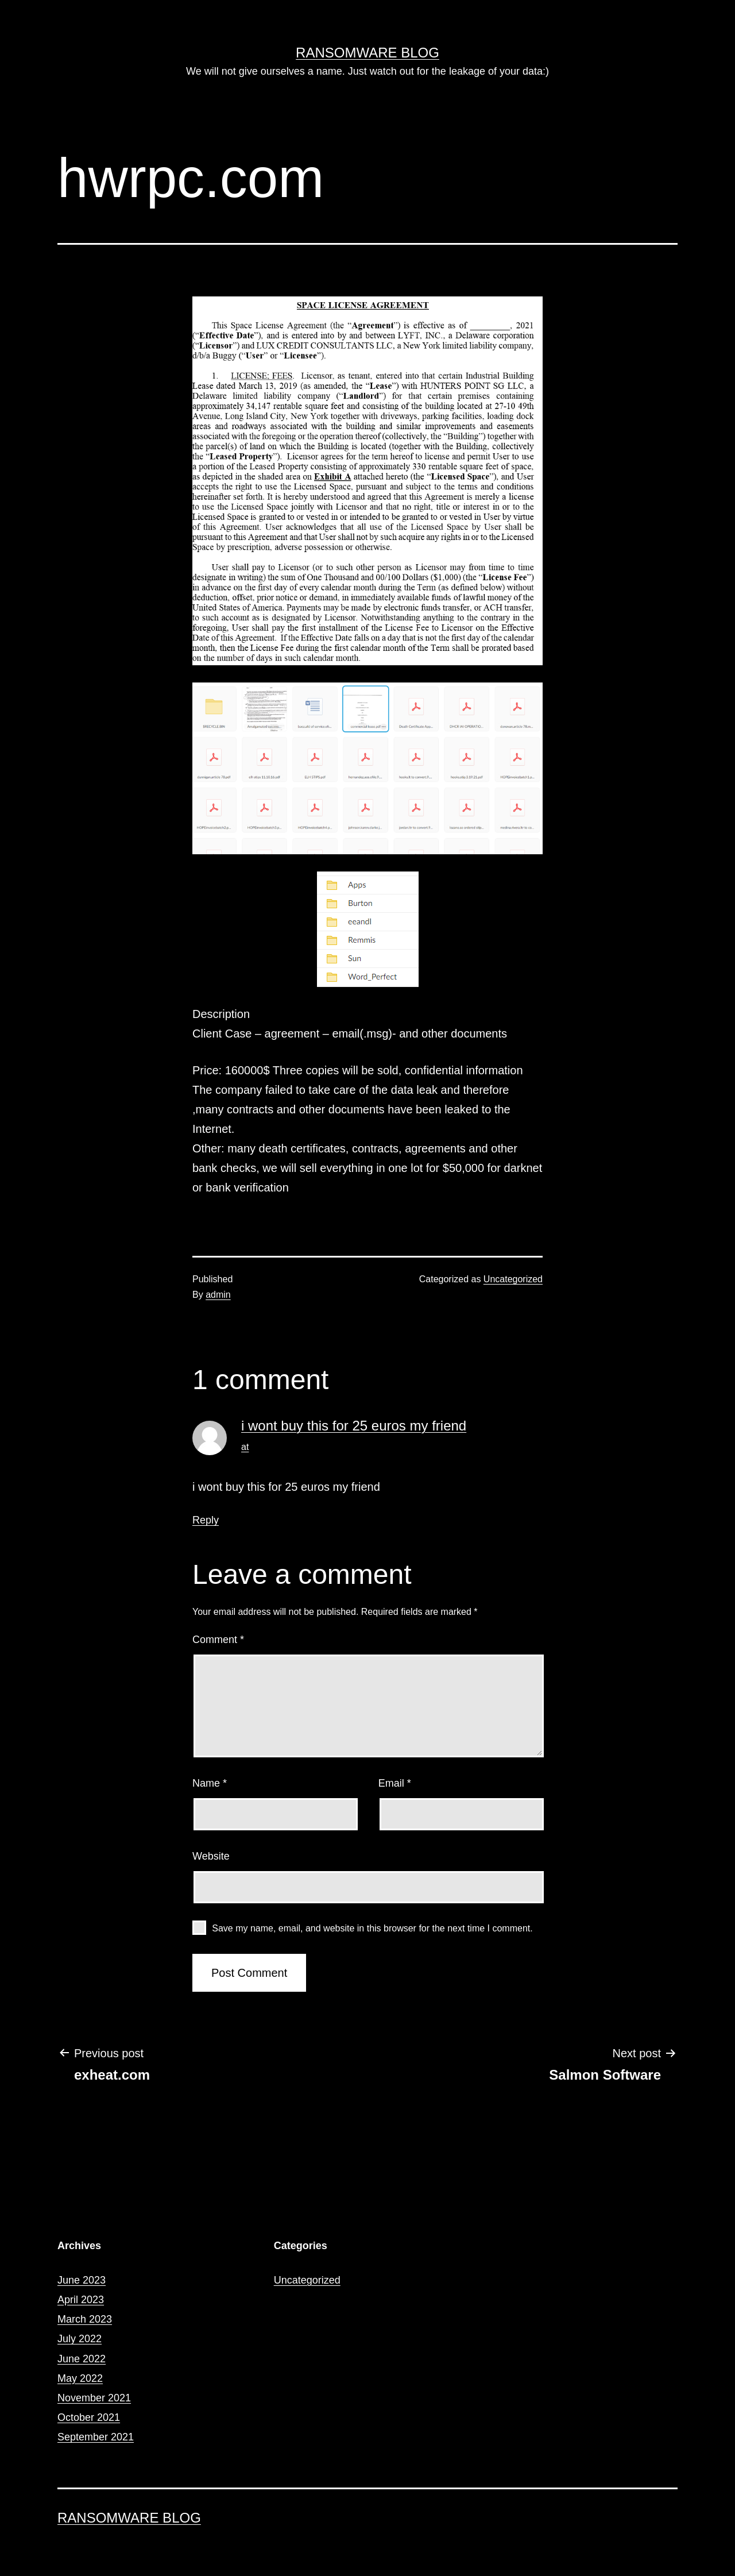 RANSOMWARE BLOG
We will not give ourselves a name. Just watch out for the leakage of your data:)
hwrpc.com
SPACE LICENSE AGREEMENT
This Space License Agreement (the “Agreement”) is effective as of _________, 2021
(“Effective Date”), and is entered into by and between LYFT, INC., a Delaware corporation
(“Licensor”) and LUX CREDIT CONSULTANTS LLC, a New York limited liability company,
d/b/a Buggy (“User” or “Licensee”).
1. LICENSE; FEES. Licensor, as tenant, entered into that certain Industrial Building
Lease dated March 13, 2019 (as amended, the “Lease”) with HUNTERS POINT SG LLC, a
Delaware limited liability company (“Landlord”) for that certain premises containing
approximately 34,147 rentable square feet and consisting of the building located at 27-10 49th
Avenue, Long Island City, New York together with driveways, parking facilities, loading dock
areas and roadways associated with the building and similar improvements and easements
associated with the foregoing or the operation thereof (collectively, the “Building”) together with
the parcel(s) of land on which the Building is located (together with the Building, collectively
the “Leased Property”). Licensor agrees for the term hereof to license and permit User to use
a portion of the Leased Property consisting of approximately 330 rentable square feet of space,
as depicted in the shaded area on Exhibit A attached hereto (the “Licensed Space”), and User
accepts the right to use the Licensed Space, pursuant and subject to the terms and conditions
hereinafter set forth. It is hereby understood and agreed that this Agreement is merely a license
to use the Licensed Space jointly with Licensor and that no right, title or interest in or to the
Licensed Space is granted to or vested in or intended to be granted to or vested in User by virtue
of this Agreement. User acknowledges that all use of the Licensed Space by User shall be
pursuant to this Agreement and that User shall not by such acquire any rights in or to the Licensed
Space by prescription, adverse possession or otherwise.
User shall pay to Licensor (or to such other person as Licensor may from time to time
designate in writing) the sum of One Thousand and 00/100 Dollars ($1,000) (the “License Fee”)
in advance on the first day of every calendar month during the Term (as defined below) without
deduction, offset, prior notice or demand, in immediately available funds of lawful money of the
United States of America. Payments may be made by electronic funds transfer, or ACH transfer,
to such account as is designated by Licensor. Notwithstanding anything to the contrary in the
foregoing, User shall pay the first installment of the License Fee to Licensor on the Effective
Date of this Agreement. If the Effective Date falls on a day that is not the first day of the calendar
month, then the License Fee during the first calendar month of the Term shall be prorated based
on the number of days in such calendar month.
Apps
Burton
eeandl
Remmis
Sun
Word_Perfect
Description
Client Case – agreement – email(.msg)- and other documents
Price: 160000$ Three copies will be sold, confidential information
The company failed to take care of the data leak and therefore
,many contracts and other documents have been leaked to the
Internet.
Other: many death certificates, contracts, agreements and other
bank checks, we will sell everything in one lot for $50,000 for darknet
or bank verification
Published
Categorized as Uncategorized
By admin
1 comment
i wont buy this for 25 euros my friend
at
i wont buy this for 25 euros my friend
Reply
Leave a comment
Your email address will not be published. Required fields are marked *
Comment *
Name *
Email *
Website
Save my name, email, and website in this browser for the next time I comment.
Post Comment
← Previous post
Next post →
exheat.com
Salmon Software
Archives
Categories
June 2023
Uncategorized
April 2023
March 2023
July 2022
June 2022
May 2022
November 2021
October 2021
September 2021
RANSOMWARE BLOG